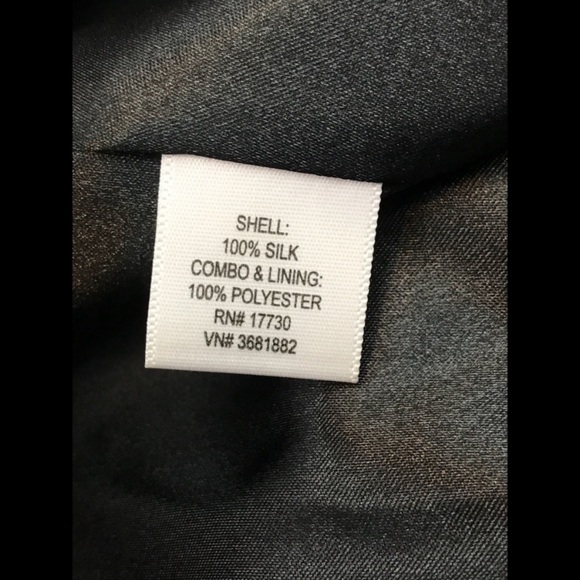 SHELL:
100% SILK
COMBO & LINING:
100% POLYESTER
RN# 17730
VN# 3681882